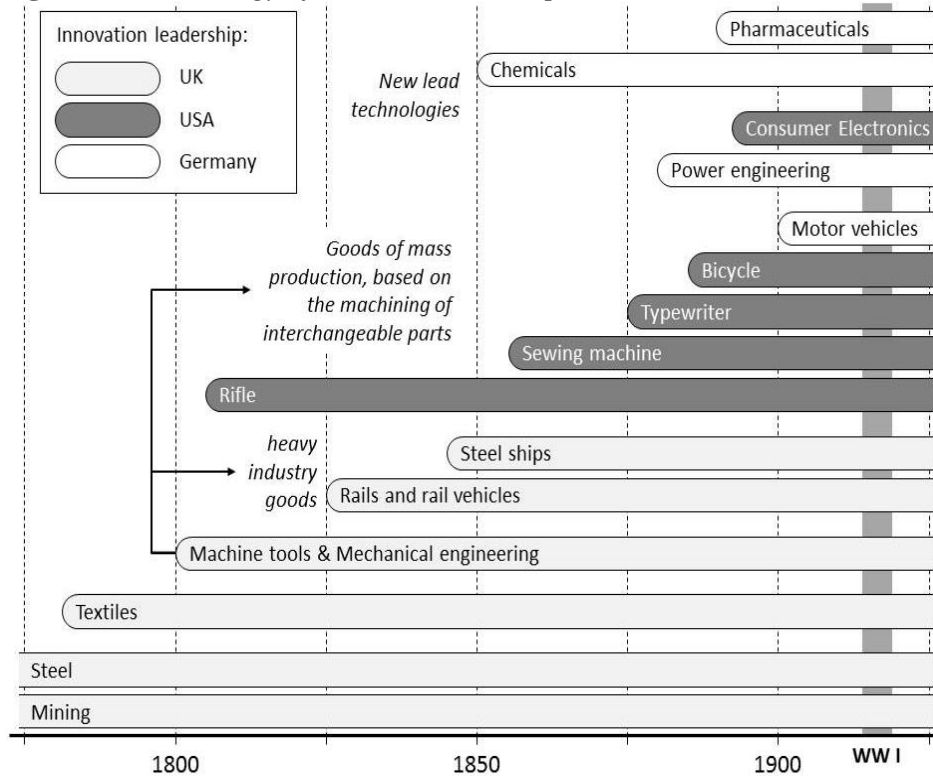 Innovation leadership:
UK
USA
Germany
New lead
technologies
Pharmaceuticals
Chemicals
Consumer Electronics
Power engineering
Goods of mass
production, based on
the machining of
interchangeable parts
Motor vehicles
Bicycle
Typewriter
Sewing machine
Rifle
heavy
industry
goods
Steel ships
Rails and rail vehicles
Machine tools & Mechanical engineering
Textiles
Steel
Mining
1800
1850
1900
WW I